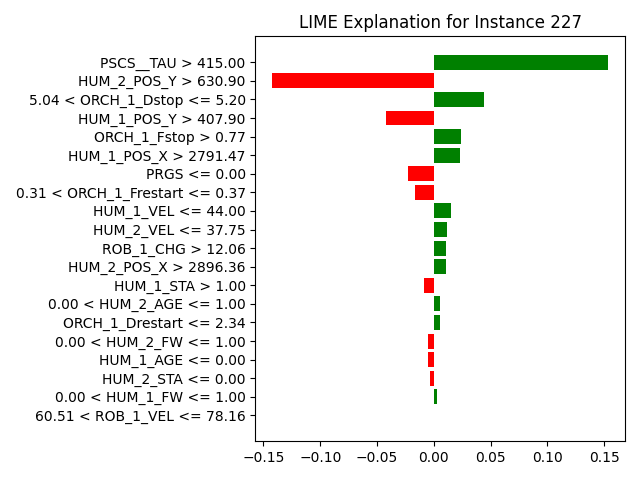 LIME Explanation for Instance 227
PSCS__TAU > 415.00
HUM_2_POS_Y > 630.90
5.04 < ORCH_1_Dstop <= 5.20
HUM_1_POS_Y > 407.90
ORCH_1_Fstop > 0.77
HUM_1_POS_X > 2791.47
PRGS <= 0.00
0.31 < ORCH_1_Frestart <= 0.37
HUM_1_VEL <= 44.00
HUM_2_VEL <= 37.75
ROB_1_CHG > 12.06
HUM_2_POS_X > 2896.36
HUM_1_STA > 1.00
0.00 < HUM_2_AGE <= 1.00
ORCH_1_Drestart <= 2.34
0.00 < HUM_2_FW <= 1.00
HUM_1_AGE <= 0.00
HUM_2_STA <= 0.00
0.00 < HUM_1_FW <= 1.00
60.51 < ROB_1_VEL <= 78.16
−0.15 −0.10 −0.05 0.00 0.05 0.10 0.15